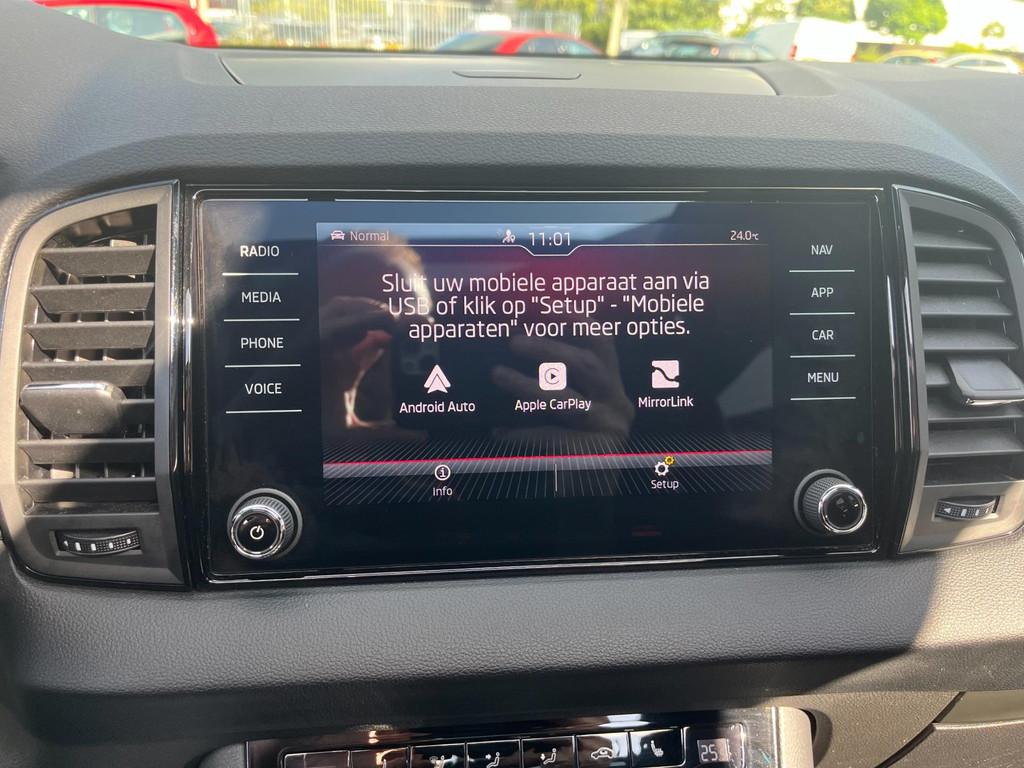 RADIO
MEDIA
PHONE
VOICE
Normal
11:01
24.0°C
Sluit uw mobiele apparaat aan via
USB of klik op "Setup" - "Mobiele
apparaten" voor meer opties.
Android Auto
Apple CarPlay
MirrorLink
Info
Setup
NAV
APP
CAR
MENU
25